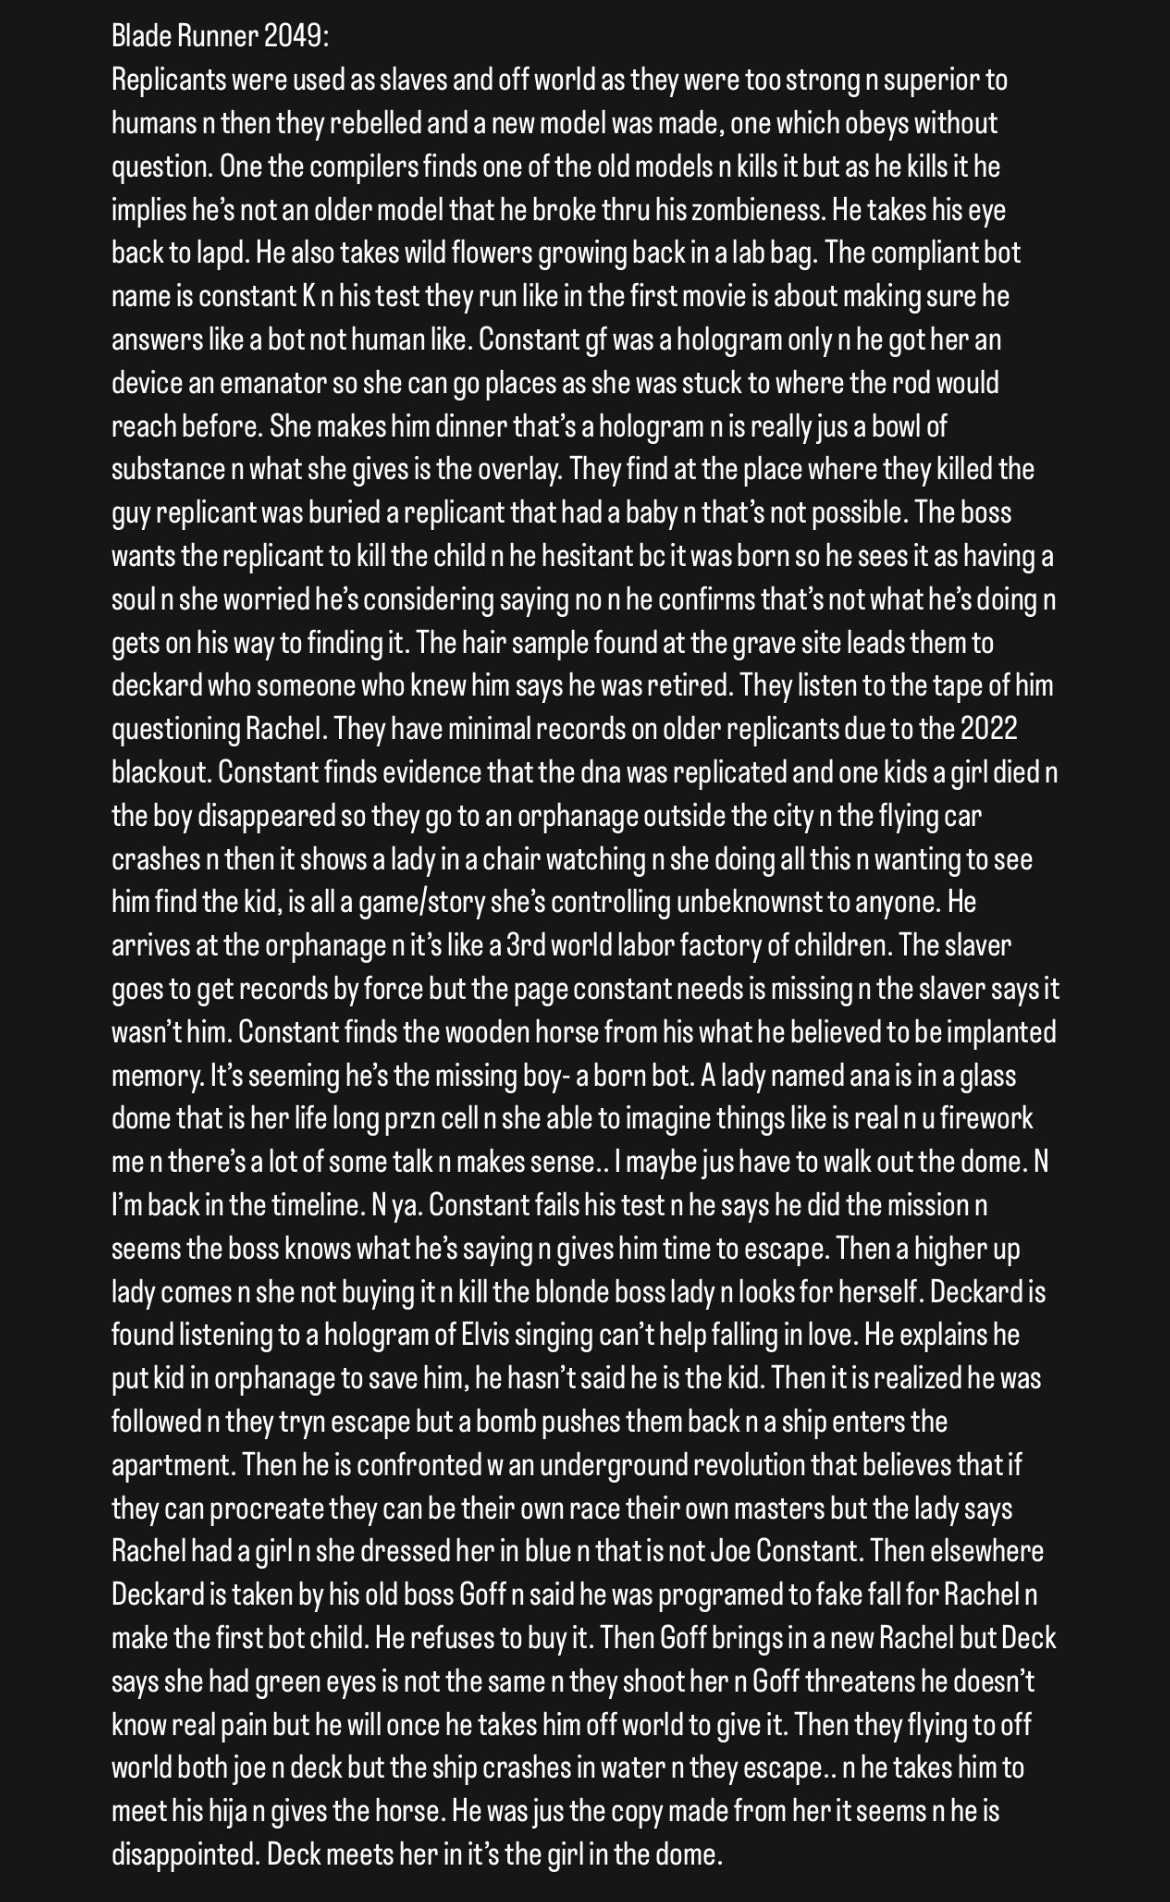 Blade Runner 2049:
Replicants were used as slaves and off world as they were too strong n superior to
humans n then they rebelled and a new model was made, one which obeys without
question. One the compilers finds one of the old models n kills it but as he kills it he
implies he’s not an older model that he broke thru his zombieness. He takes his eye
back to lapd. He also takes wild flowers growing back in a lab bag. The compliant bot
name is constant K n his test they run like in the first movie is about making sure he
answers like a bot not human like. Constant gf was a hologram only n he got her an
device an emanator so she can go places as she was stuck to where the rod would
reach before. She makes him dinner that’s a hologram n is really jus a bowl of
substance n what she gives is the overlay. They find at the place where they killed the
guy replicant was buried a replicant that had a baby n that’s not possible. The boss
wants the replicant to kill the child n he hesitant bc it was born so he sees it as having a
soul n she worried he’s considering saying no n he confirms that’s not what he’s doing n
gets on his way to finding it. The hair sample found at the grave site leads them to
deckard who someone who knew him says he was retired. They listen to the tape of him
questioning Rachel. They have minimal records on older replicants due to the 2022
blackout. Constant finds evidence that the dna was replicated and one kids a girl died n
the boy disappeared so they go to an orphanage outside the city n the flying car
crashes n then it shows a lady in a chair watching n she doing all this n wanting to see
him find the kid, is all a game/story she’s controlling unbeknownst to anyone. He
arrives at the orphanage n it’s like a 3rd world labor factory of children. The slaver
goes to get records by force but the page constant needs is missing n the slaver says it
wasn’t him. Constant finds the wooden horse from his what he believed to be implanted
memory. It’s seeming he’s the missing boy- a born bot. A lady named ana is in a glass
dome that is her life long przn cell n she able to imagine things like is real n u firework
me n there’s a lot of some talk n makes sense.. I maybe jus have to walk out the dome. N
I’m back in the timeline. N ya. Constant fails his test n he says he did the mission n
seems the boss knows what he’s saying n gives him time to escape. Then a higher up
lady comes n she not buying it n kill the blonde boss lady n looks for herself. Deckard is
found listening to a hologram of Elvis singing can’t help falling in love. He explains he
put kid in orphanage to save him, he hasn’t said he is the kid. Then it is realized he was
followed n they tryn escape but a bomb pushes them back n a ship enters the
apartment. Then he is confronted w an underground revolution that believes that if
they can procreate they can be their own race their own masters but the lady says
Rachel had a girl n she dressed her in blue n that is not Joe Constant. Then elsewhere
Deckard is taken by his old boss Goff n said he was programed to fake fall for Rachel n
make the first bot child. He refuses to buy it. Then Goff brings in a new Rachel but Deck
says she had green eyes is not the same n they shoot her n Goff threatens he doesn’t
know real pain but he will once he takes him off world to give it. Then they flying to off
world both joe n deck but the ship crashes in water n they escape.. n he takes him to
meet his hija n gives the horse. He was jus the copy made from her it seems n he is
disappointed. Deck meets her in it’s the girl in the dome.